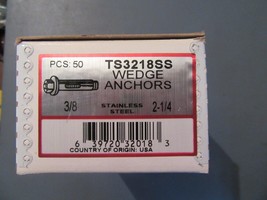 PCS: 50 TS3218SS
WEDGE
ANCHORS
3/8 STAINLESS STEEL 2-1/4
6 39720 32018 3
COUNTRY OF ORIGIN: USA